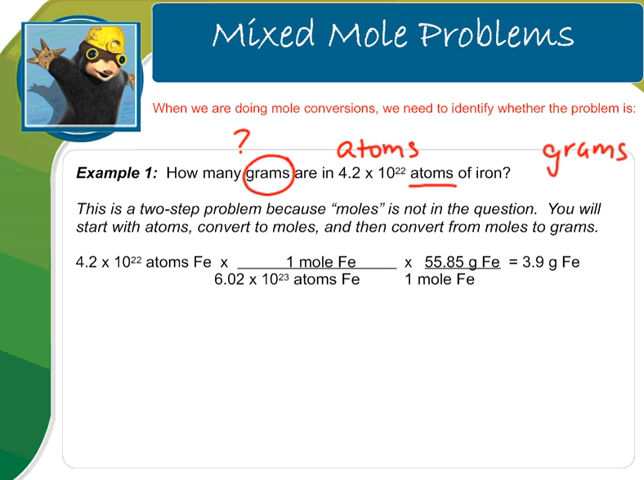 Mixed Mole Problems
When we are doing mole conversions, we need to identify whether the problem is:
?
atoms
grams
Example 1: How many grams are in 4.2 x 10²² atoms of iron?
This is a two-step problem because “moles” is not in the question. You will
start with atoms, convert to moles, and then convert from moles to grams.
4.2 x 10²² atoms Fe x 1 mole Fe x 55.85 g Fe = 3.9 g Fe
6.02 x 10²³ atoms Fe 1 mole Fe